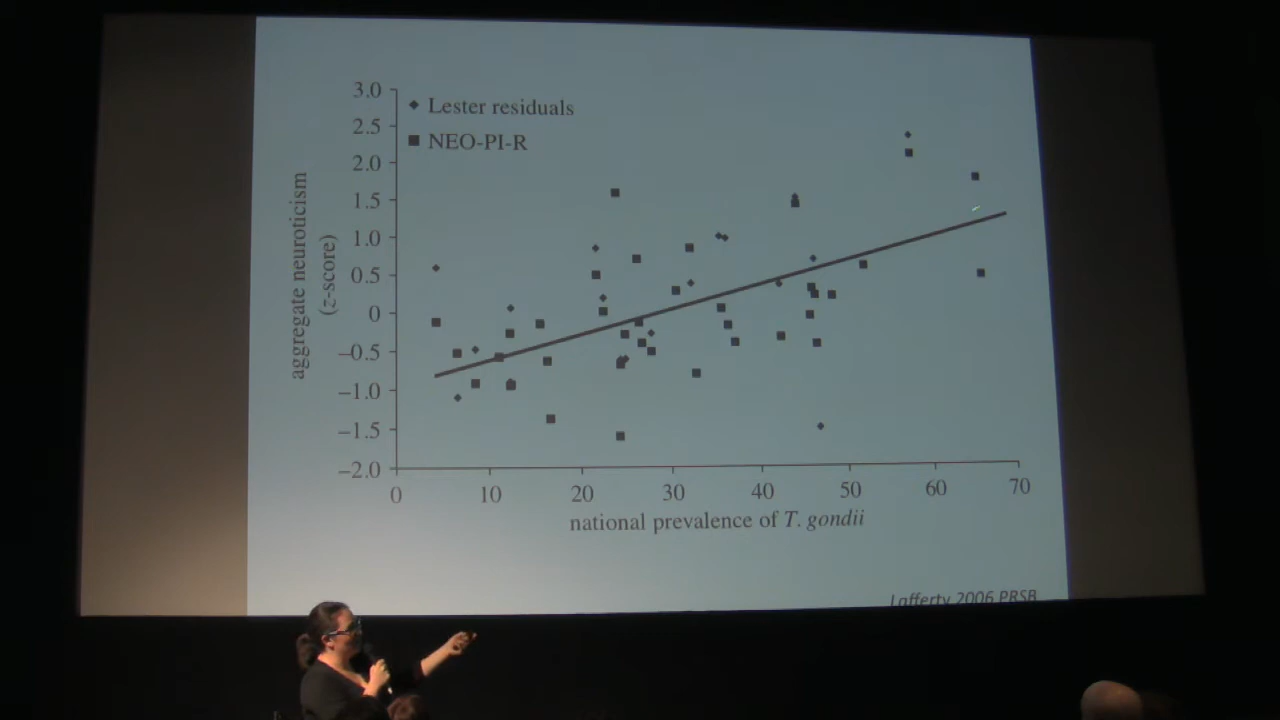 3.0
2.5
2.0
1.5
1.0
0.5
0
–0.5
–1.0
–1.5
–2.0
aggregate neuroticism
(z-score)
Lester residuals
NEO-PI-R
0 10 20 30 40 50 60 70
national prevalence of T. gondii
Lafferty 2006 PRSB